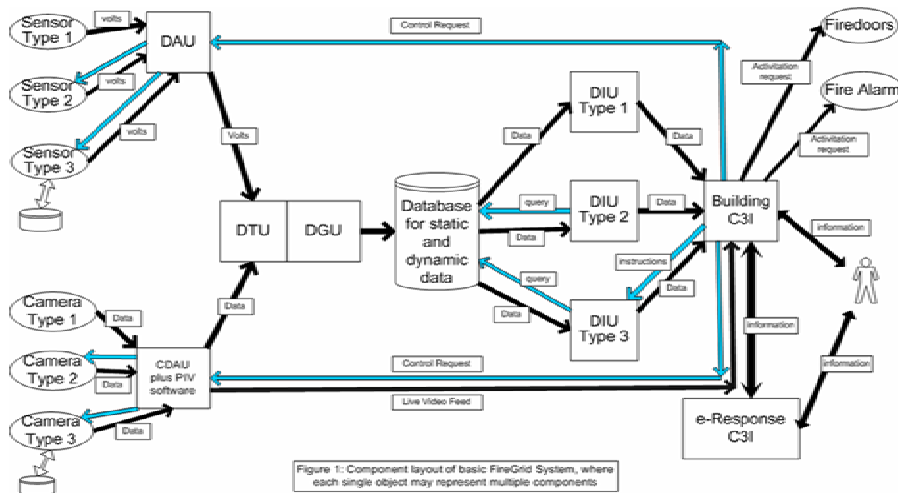 Sensor
Type 1
volts
DAU
Control Request
Firedoors
Sensor
Type 2
volts
Activitation
request
Fire Alarm
Sensor
Type 3
volts
Volts
DIU
Type 1
Data
Data
Activitation
request
DTU
DGU
Database
for static
and
dynamic
data
query
Data
DIU
Type 2
Data
Building
C3I
information
instructions
Data
query
Data
DIU
Type 3
Camera
Type 1
Data
Data
Camera
Type 2
Data
CDAU
plus PIV
software
Control Request
Information
information
Camera
Type 3
Data
Live Video Feed
e-Response
C3I
Figure 1: Component layout of basic FireGrid System, where
each single object may represent multiple components